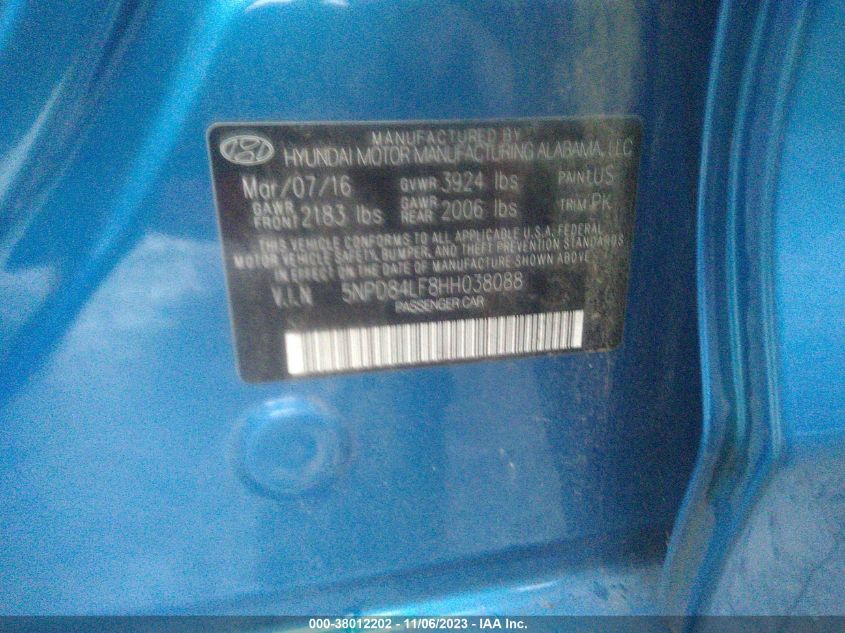 MANUFACTURED BY
HYUNDAI MOTOR MANUFACTURING ALABAMA, LLC
Mar/07/16 GVWR 3924 lbs PAINT US
GAWR FRONT 2183 lbs GAWR REAR 2006 lbs TRIM PK
THIS VEHICLE CONFORMS TO ALL APPLICABLE U.S.A. FEDERAL
MOTOR VEHICLE SAFETY, BUMPER, AND THEFT PREVENTION STANDARDS
IN EFFECT ON THE DATE OF MANUFACTURE SHOWN ABOVE.
V.I.N 5NPD84LF8HH038088
PASSENGER CAR
000-38012202 - 11/06/2023 - IAA Inc.